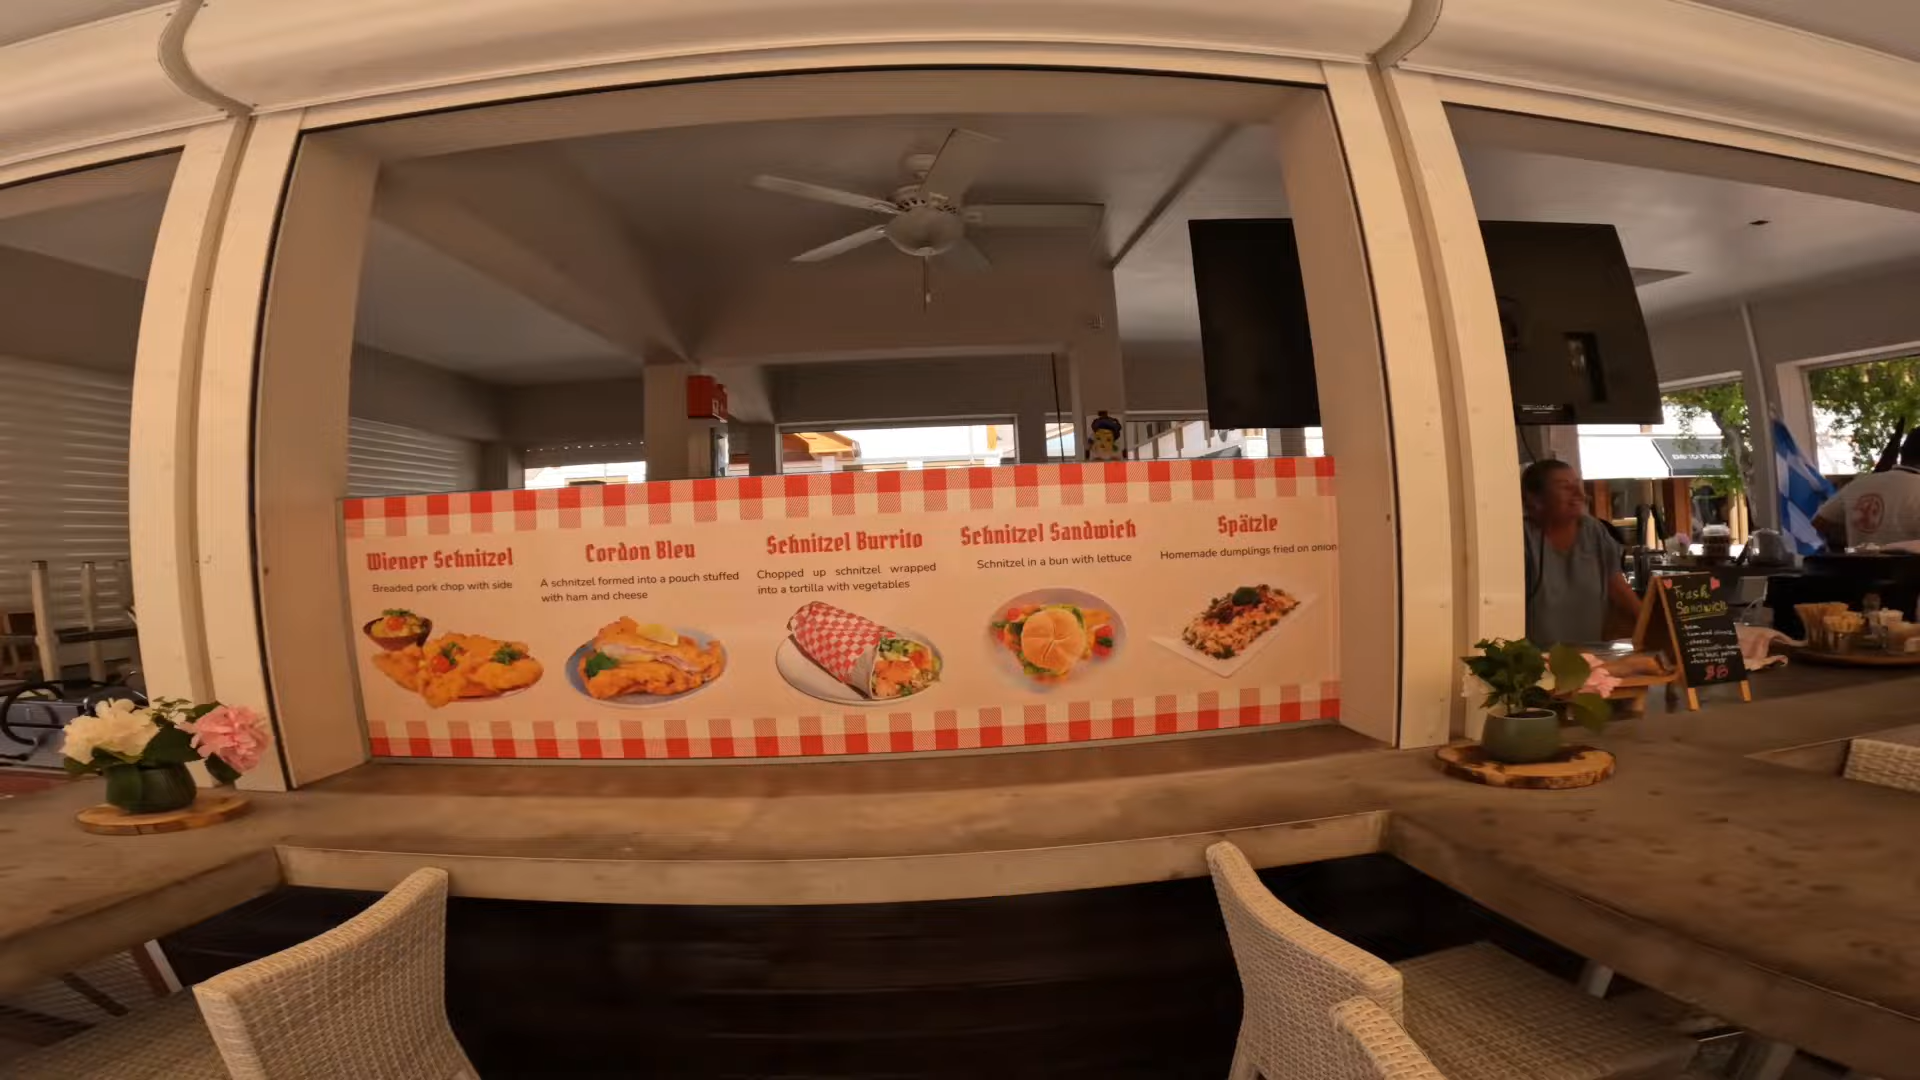 Wiener Schnitzel
Breaded pork chop with side
Cordon Bleu
A schnitzel formed into a pouch stuffed
with ham and cheese
Schnitzel Burrito
Chopped up schnitzel wrapped
into a tortilla with vegetables
Schnitzel Sandwich
Schnitzel in a bun with lettuce
Spätzle
Homemade dumplings fried on onion
Fresh
Sandwich